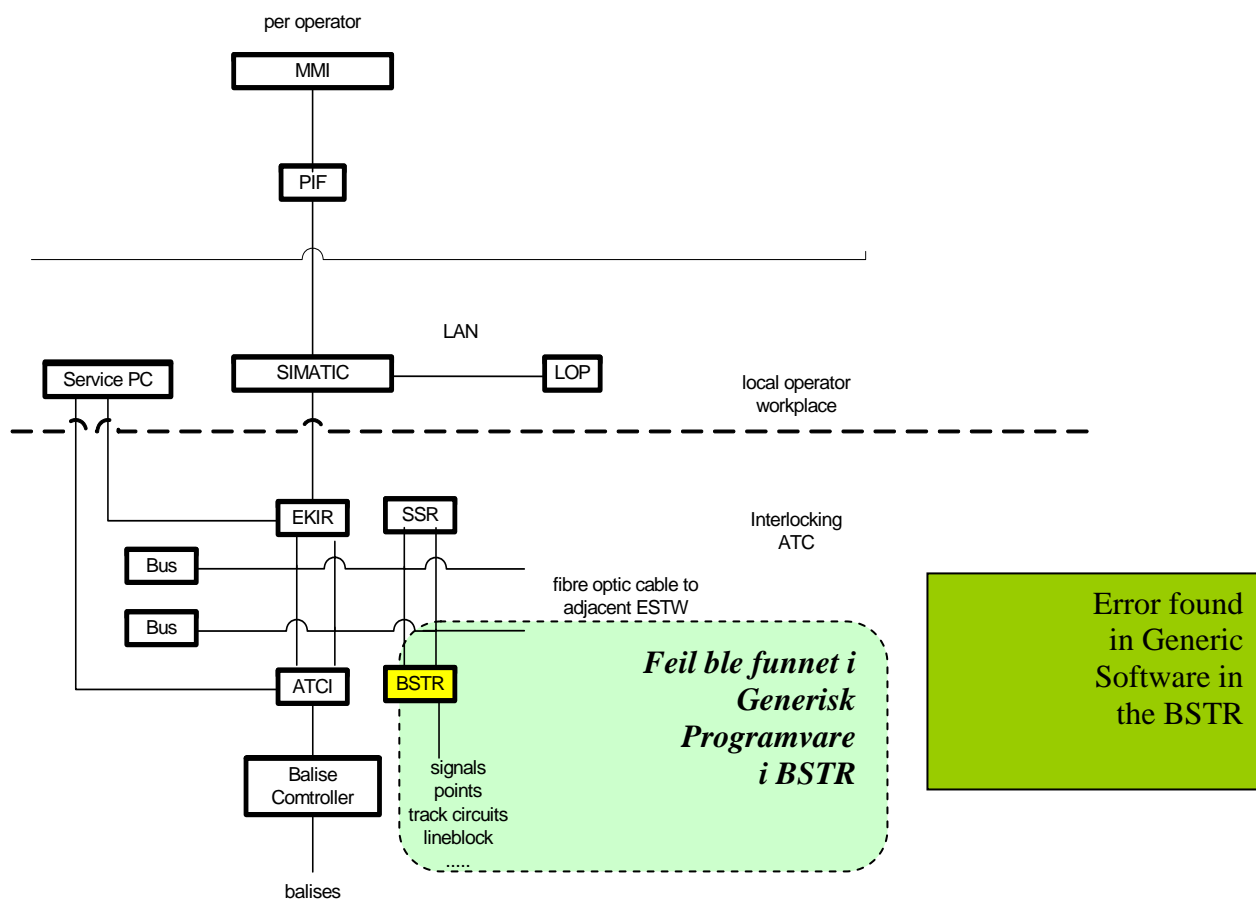 per operator
MMI
PIF
LAN
Service PC
SIMATIC
LOP
local operator
workplace
EKIR
SSR
Interlocking
ATC
Bus
fibre optic cable to
adjacent ESTW
Bus
Feil ble funnet i
Generisk
Programvare
i BSTR
Error found
in Generic
Software in
the BSTR
ATCI
BSTR
signals
points
track circuits
lineblock
.....
Balise
Comtroller
balises